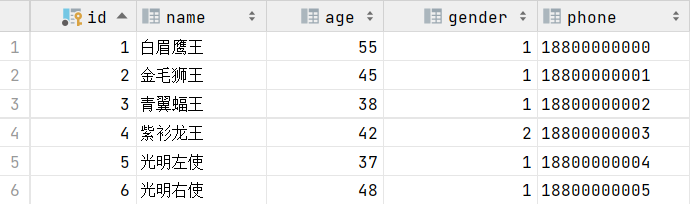 id name age gender phone
1 1 白眉鹰王 55 1 18800000000
2 2 金毛狮王 45 1 18800000001
3 3 青翼蝠王 38 1 18800000002
4 4 紫衫龙王 42 2 18800000003
5 5 光明左使 37 1 18800000004
6 6 光明右使 48 1 18800000005